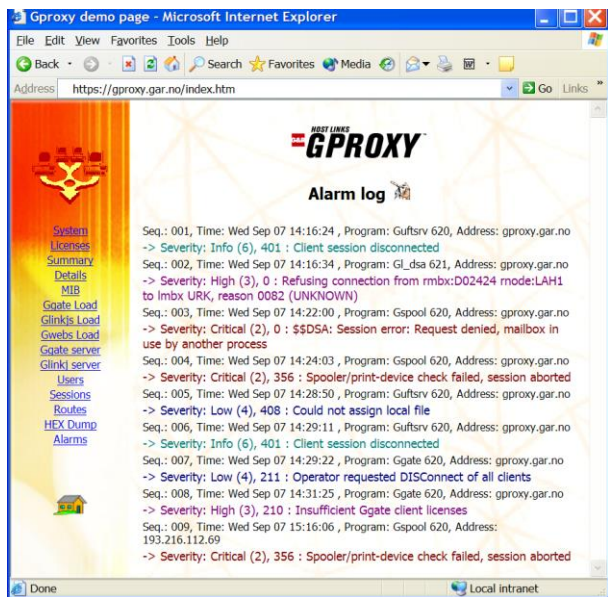 Gproxy demo page - Microsoft Internet Explorer
File Edit View Favorites Tools Help
Back Search Favorites Media
Address https://gproxy.gar.no/index.htm Go Links »
HOST LINKS
GAR GPROXY
Alarm log
System
Licenses
Summary
Details
MIB
Ggate Load
Glinkjs Load
Gwebs Load
Ggate server
Glinkj server
Users
Sessions
Routes
HEX Dump
Alarms
Seq.: 001, Time: Wed Sep 07 14:16:24 , Program: Guftsrv 620, Address: gproxy.gar.no
-> Severity: Info (6), 401 : Client session disconnected
Seq.: 002, Time: Wed Sep 07 14:16:34 , Program: Gl_dsa 621, Address: gproxy.gar.no
-> Severity: High (3), 0 : Refusing connection from rmbx:D02424 rnode:LAH1
to lmbx URK, reason 0082 (UNKNOWN)
Seq.: 003, Time: Wed Sep 07 14:22:00 , Program: Gspool 620, Address: gproxy.gar.no
-> Severity: Critical (2), 0 : $$DSA: Session error: Request denied, mailbox in
use by another process
Seq.: 004, Time: Wed Sep 07 14:24:03 , Program: Gspool 620, Address: gproxy.gar.no
-> Severity: Critical (2), 356 : Spooler/print-device check failed, session aborted
Seq.: 005, Time: Wed Sep 07 14:28:50 , Program: Guftsrv 620, Address: gproxy.gar.no
-> Severity: Low (4), 408 : Could not assign local file
Seq.: 006, Time: Wed Sep 07 14:29:11 , Program: Guftsrv 620, Address: gproxy.gar.no
-> Severity: Info (6), 401 : Client session disconnected
Seq.: 007, Time: Wed Sep 07 14:29:22 , Program: Ggate 620, Address: gproxy.gar.no
-> Severity: Low (4), 211 : Operator requested DISConnect of all clients
Seq.: 008, Time: Wed Sep 07 14:31:25 , Program: Ggate 620, Address: gproxy.gar.no
-> Severity: High (3), 210 : Insufficient Ggate client licenses
Seq.: 009, Time: Wed Sep 07 15:16:06 , Program: Gspool 620, Address:
193.216.112.69
-> Severity: Critical (2), 356 : Spooler/print-device check failed, session aborted
Done Local intranet